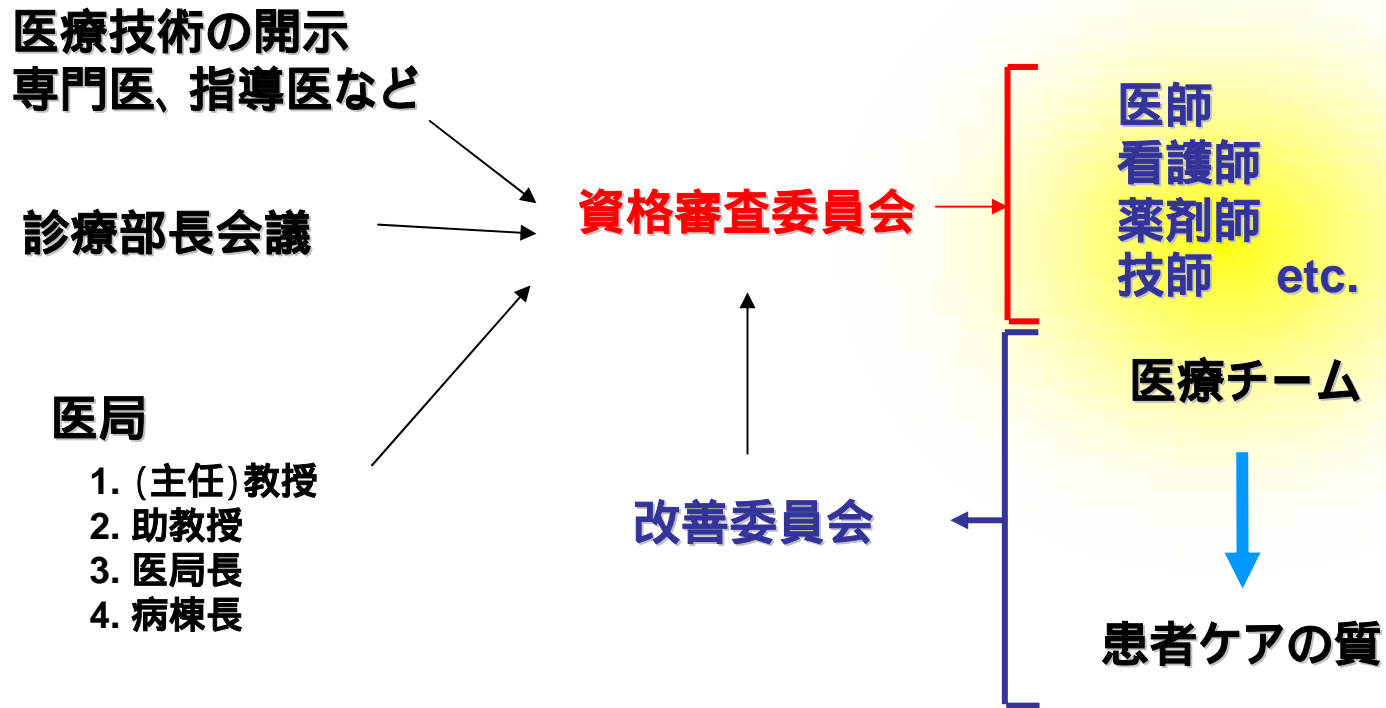 医療技術の開示
専門医、指導医など
診療部長会議
医局
1. (主任)教授
2. 助教授
3. 医局長
4. 病棟長
資格審査委員会
改善委員会
医師
看護師
薬剤師
技師 etc.
医療チーム
患者ケアの質